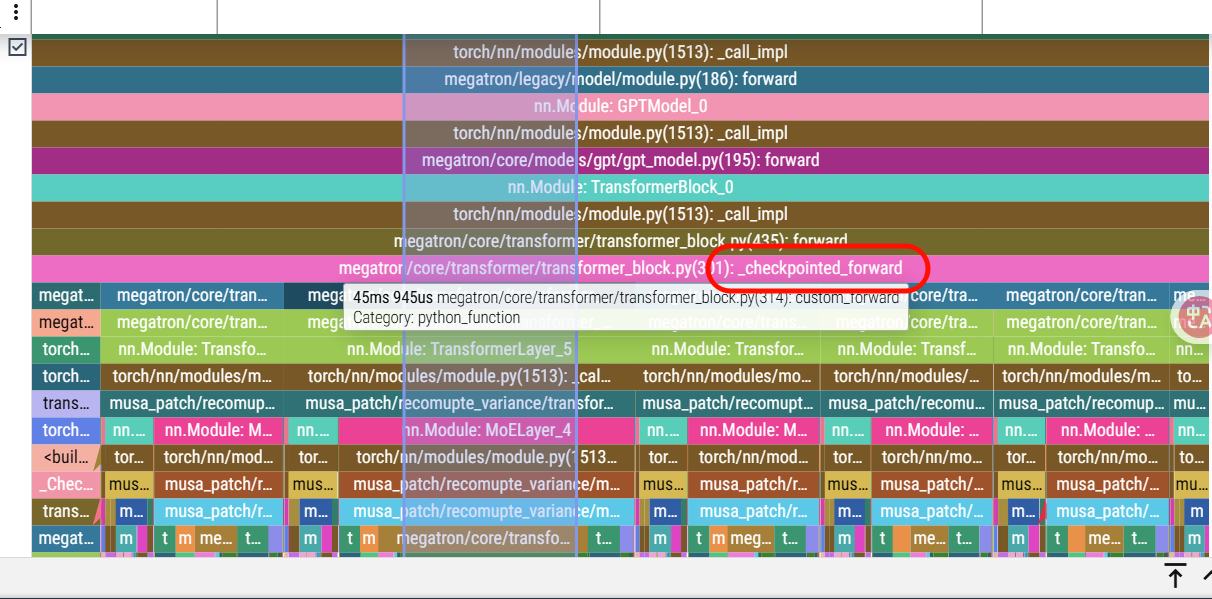 torch/nn/modules/module.py(1513): _call_impl
megatron/legacy/model/module.py(186): forward
nn.Module: GPTModel_0
torch/nn/modules/module.py(1513): _call_impl
megatron/core/models/gpt/gpt_model.py(195): forward
nn.Module: TransformerBlock_0
torch/nn/modules/module.py(1513): _call_impl
megatron/core/transformer/transformer_block.py(435): forward
megatron/core/transformer/transformer_block.py(301): _checkpointed_forward
megat... megatron/core/tran... mega core/tra... megatron/core/tran... me...
45ms 945us megatron/core/transformer/transformer_block.py(314): custom_forward
Category: python_function
megat... megatron/core/tran... mega megatron/core/tran... 中A
torch... nn.Module: Transfo... nn.Module: TransformerLayer_5 nn.Module: Transfor... nn.Module: Transf... nn.Module: Transfo... nn...
torch... torch/nn/modules/m... torch/nn/modules/module.py(1513): _cal... torch/nn/modules/mo... torch/nn/modules/... torch/nn/modules/m... to...
trans... musa_patch/recomup... musa_patch/recomupte_variance/transfor... musa_patch/recomupt... musa_patch/recomu... musa_patch/recomu... mu...
torch... nn.... nn.Module: M... nn.... nn.Module: MoELayer_4 nn.... nn.Module: M... nn.... nn.Module: ... nn.... nn.Module: ... nn...
<buil... tor... torch/nn/mod... tor... torch/nn/modules/module.py(1513... tor... torch/nn/mod... tor... torch/nn/mo... tor... torch/nn/mo... to...
_Chec... mus... musa_patch/r... mus... musa_patch/recomupte_variance/m... mus... musa_patch/r... mus... musa_patch/... mus... musa_patch/... mu...
trans... m... musa_patch/r... m... musa_patch/recomupte_variance/m... m... musa_patch/r... m... musa_patch/... m... musa_patch/... m
megat... m t m me... t... m t m megatron/core/transfo... t... m t m meg... t... m t me... t... m t me... t... m